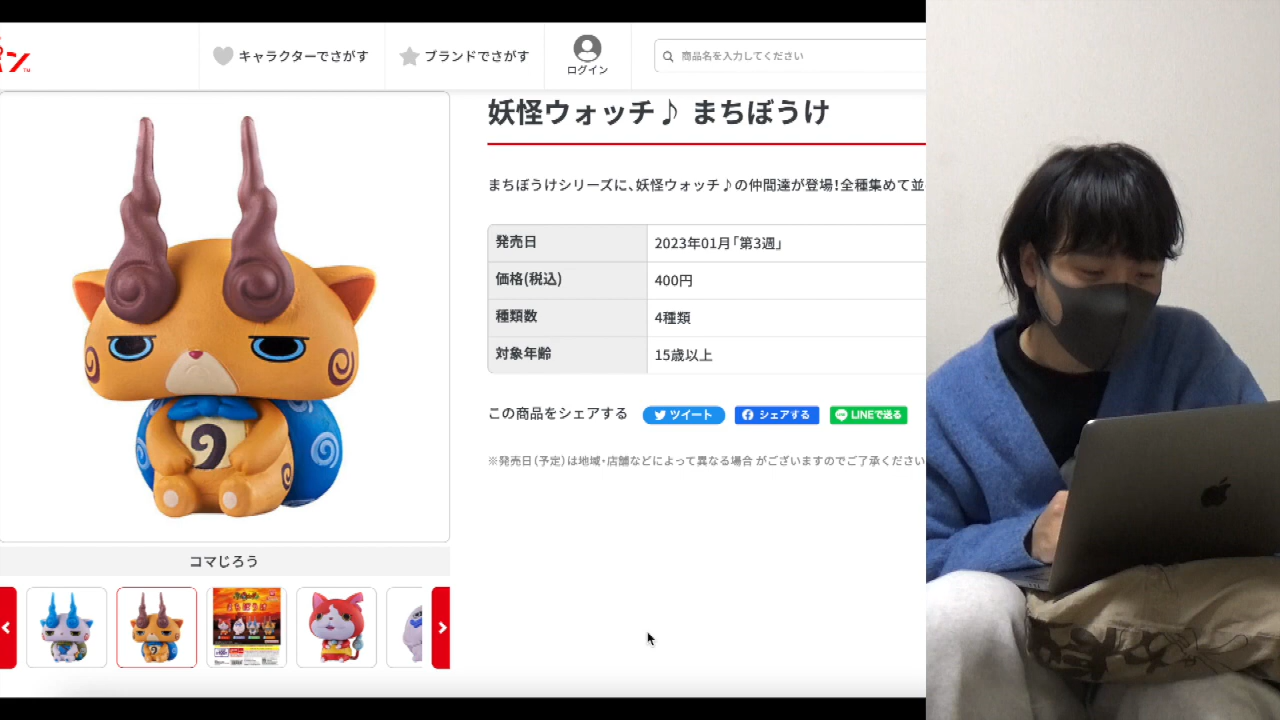 キャラクターでさがす
ブランドでさがす
ログイン
商品名を入力してください
妖怪ウォッチ♪ まちぼうけ
まちぼうけシリーズに、妖怪ウォッチ♪の仲間達が登場!全種集めて並
発売日 2023年01月「第3週」
価格(税込) 400円
種類数 4種類
対象年齢 15歳以上
この商品をシェアする ツイート シェアする LINEで送る
※発売日(予定)は地域・店舗などによって異なる場合 がございますのでご了承ください
コマじろう
まちぼうけ